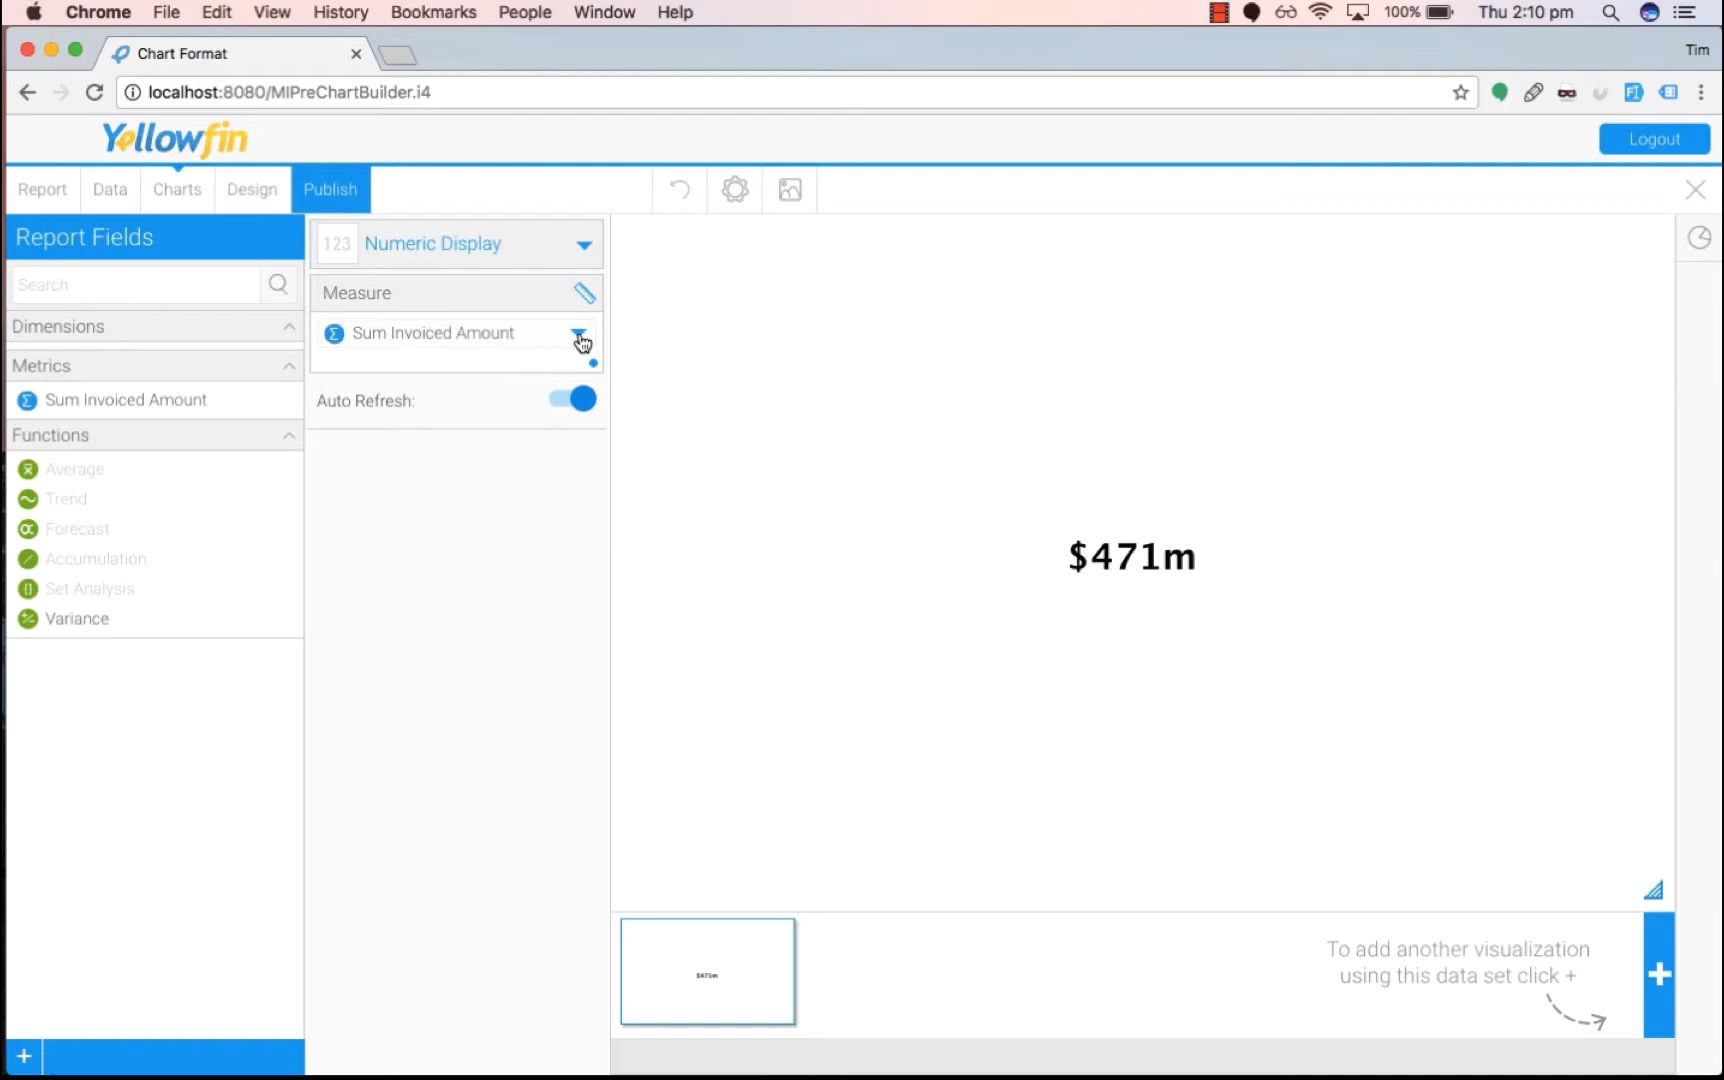 Chrome File Edit View History Bookmarks People Window Help 100% Thu 2:10 pm
Chart Format Tim
localhost:8080/MIPreChartBuilder.i4
Yellowfin Logout
Report Data Charts Design Publish
Report Fields
Search
Dimensions
Metrics
Sum Invoiced Amount
Functions
Average
Trend
Forecast
Accumulation
Set Analysis
Variance
123 Numeric Display
Measure
Sum Invoiced Amount
Auto Refresh:
$471m
$471m
To add another visualization
using this data set click +